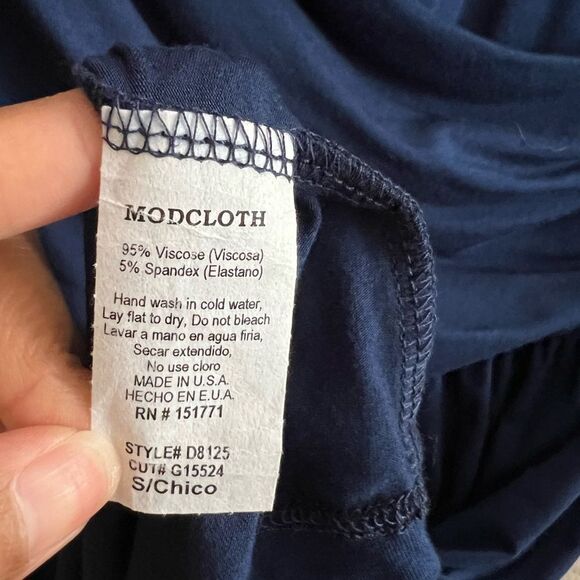 MODCLOTH
95% Viscose (Viscosa)
5% Spandex (Elastano)
Hand wash in cold water,
Lay flat to dry, Do not bleach
Lavar a mano en agua firia,
Secar extendido,
No use cloro
MADE IN U.S.A.
HECHO EN E.U.A.
RN # 151771
STYLE# D8125
CUT# G15524
S/Chico